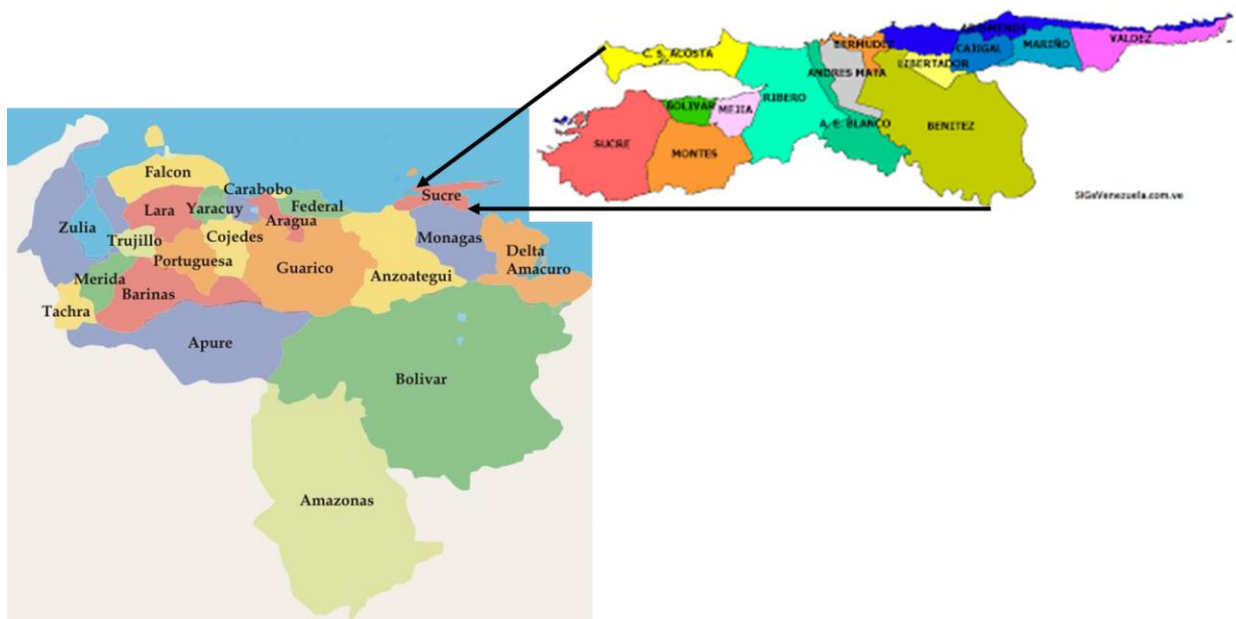 ARISMENDI
VALDEZ
BERMUDEZ
CAJIGAL
MARIÑO
C. S. ACOSTA
LIBERTADOR
ANDRES MATA
RIBERO
BOLIVAR
MEJIA
A. E. BLANCO
BENITEZ
SUCRE
MONTES
SIGeVenezuela.com.ve
Falcon
Carabobo
Sucre
Lara
Yaracuy
Federal
Aragua
Zulia
Trujillo
Cojedes
Monagas
Delta
Amacuro
Portuguesa
Guarico
Anzoategui
Merida
Barinas
Tachra
Apure
Bolivar
Amazonas